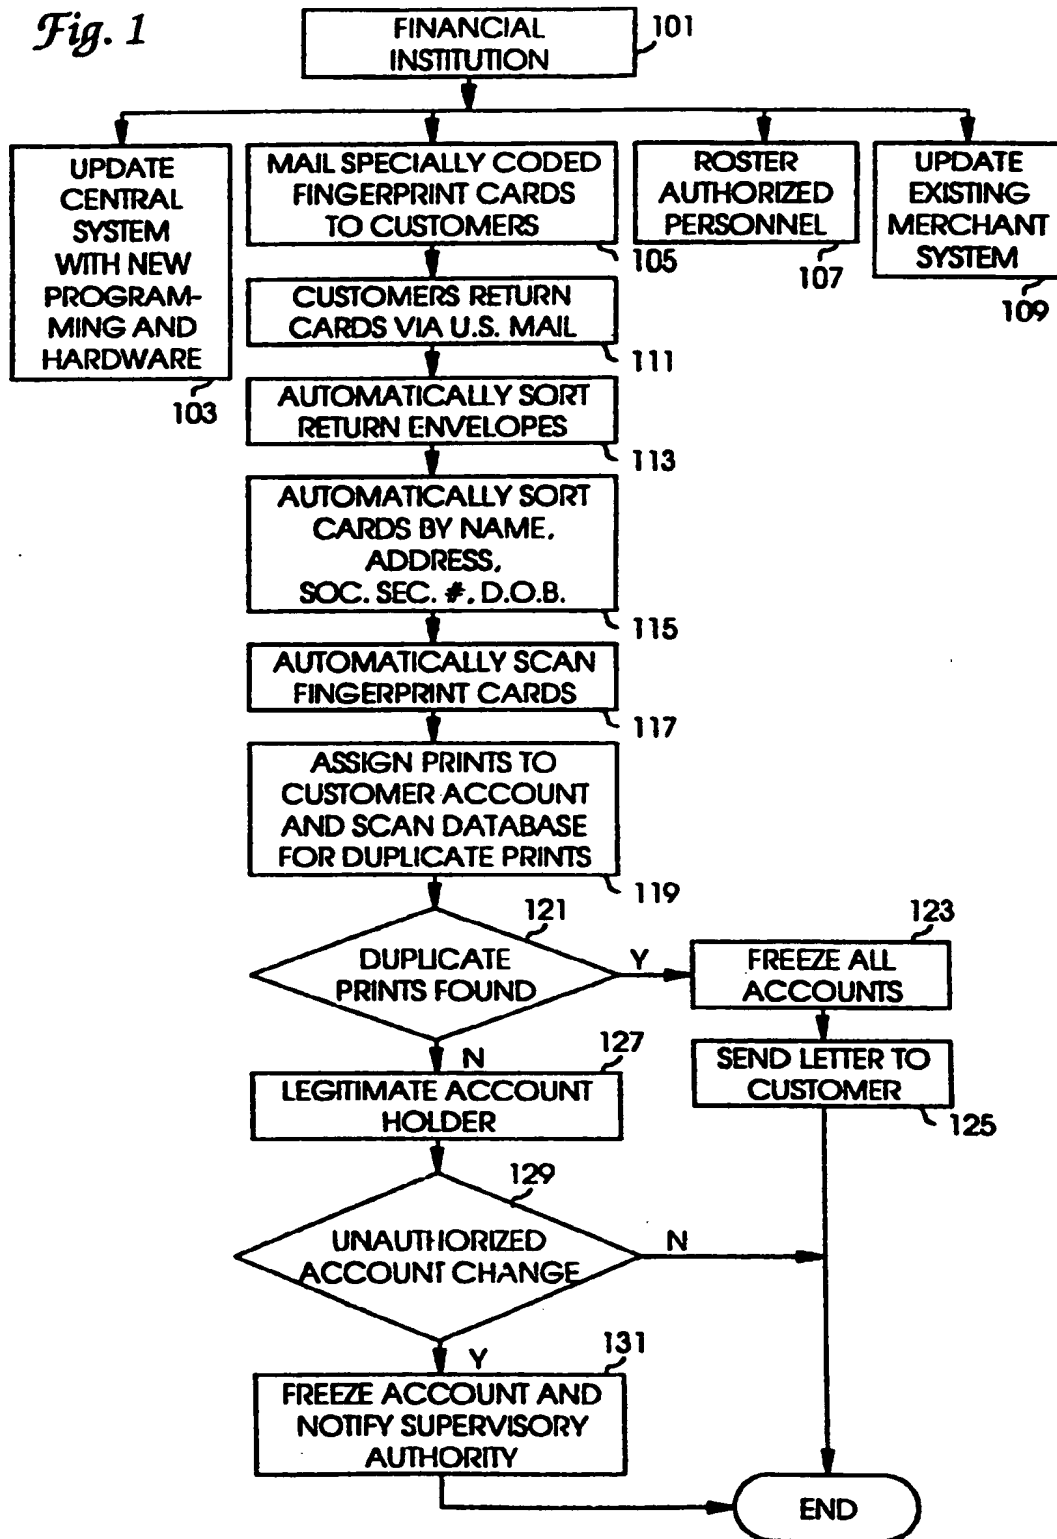 Fig. 1
FINANCIAL
INSTITUTION
101
UPDATE
CENTRAL
SYSTEM
WITH NEW
PROGRAM-
MING AND
HARDWARE
103
MAIL SPECIALLY CODED
FINGERPRINT CARDS
TO CUSTOMERS
105
ROSTER
AUTHORIZED
PERSONNEL
107
UPDATE
EXISTING
MERCHANT
SYSTEM
109
CUSTOMERS RETURN
CARDS VIA U.S. MAIL
111
AUTOMATICALLY SORT
RETURN ENVELOPES
113
AUTOMATICALLY SORT
CARDS BY NAME,
ADDRESS,
SOC. SEC. #, D.O.B.
115
AUTOMATICALLY SCAN
FINGERPRINT CARDS
117
ASSIGN PRINTS TO
CUSTOMER ACCOUNT
AND SCAN DATABASE
FOR DUPLICATE PRINTS
119
121
DUPLICATE
PRINTS FOUND
Y
N
123
FREEZE ALL
ACCOUNTS
SEND LETTER TO
CUSTOMER
125
127
LEGITIMATE ACCOUNT
HOLDER
129
UNAUTHORIZED
ACCOUNT CHANGE
N
Y
131
FREEZE ACCOUNT AND
NOTIFY SUPERVISORY
AUTHORITY
END